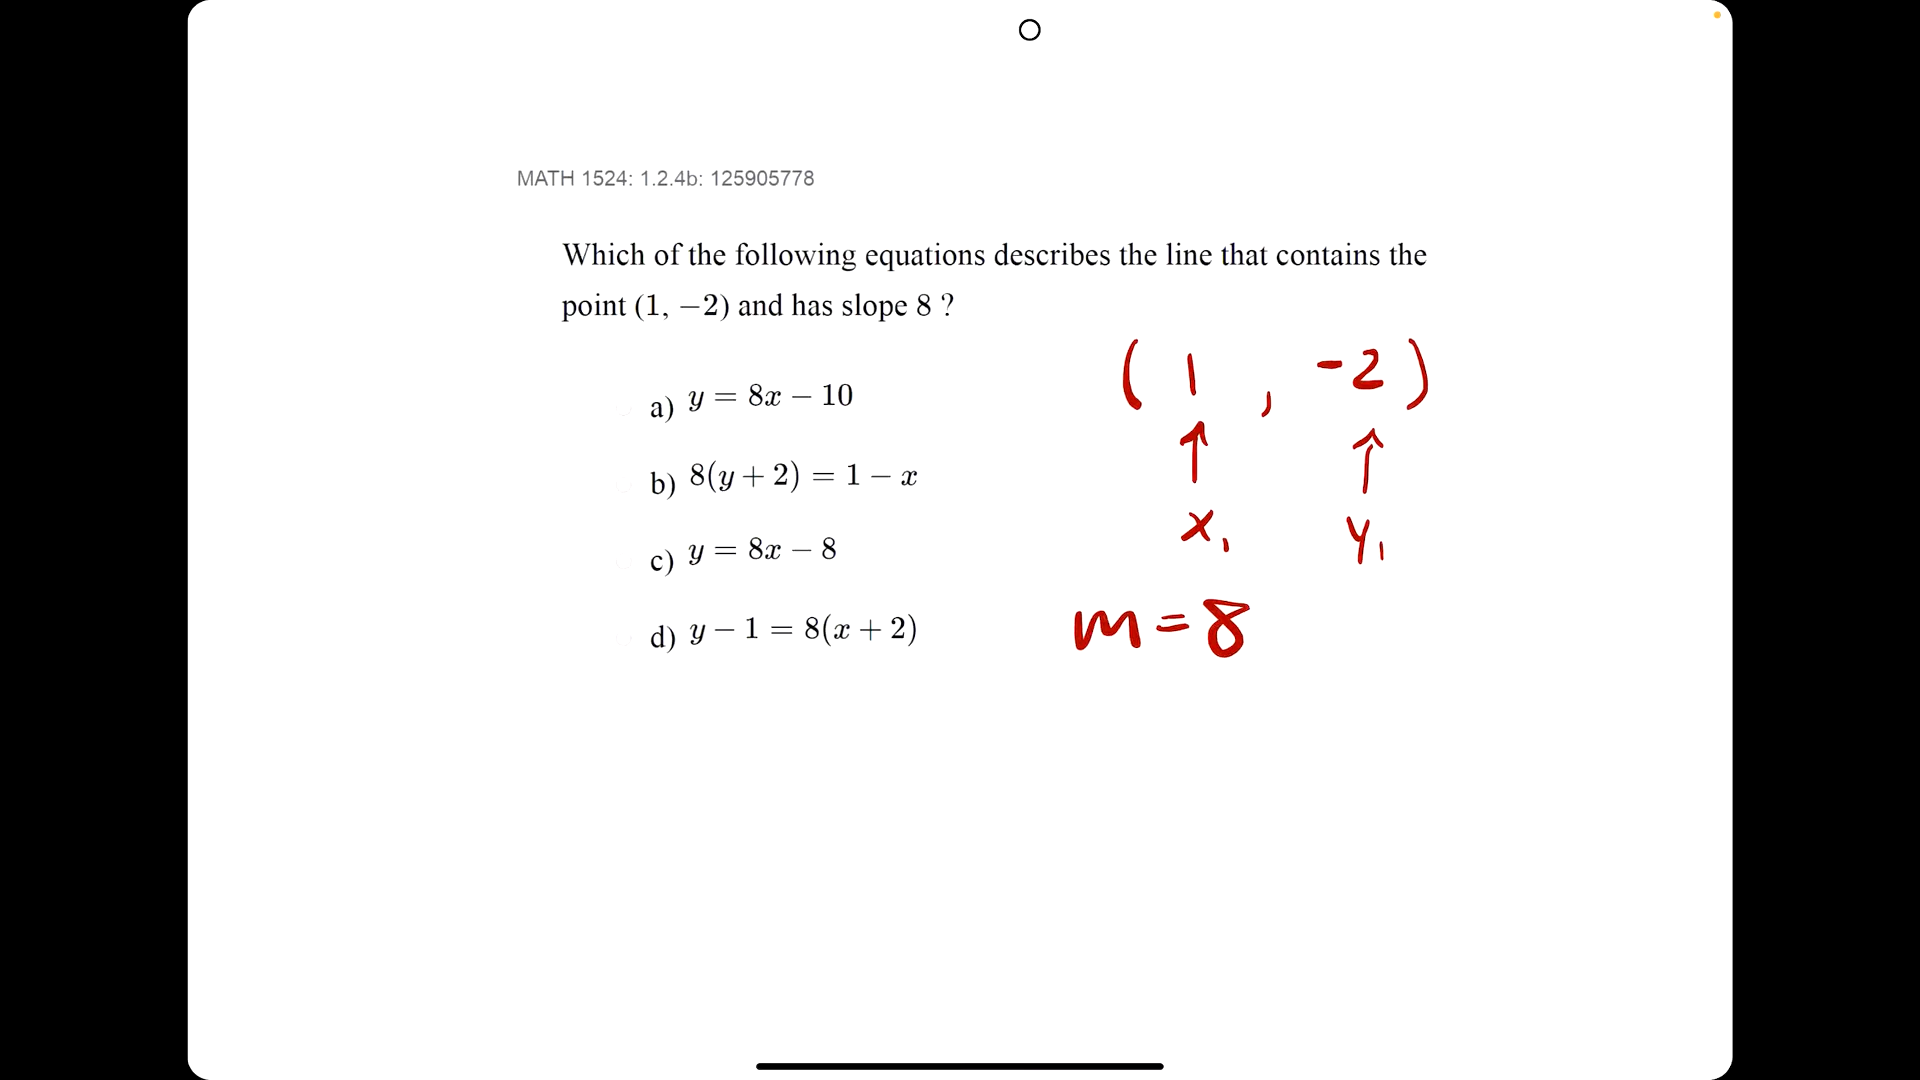 MATH 1524: 1.2.4b: 125905778
Which of the following equations describes the line that contains the
point (1, −2) and has slope 8 ?
a) y = 8x − 10
b) 8(y + 2) = 1 − x
c) y = 8x − 8
d) y − 1 = 8(x + 2)
( 1 , -2 )
↑ ↑
x₁ y₁
m = 8